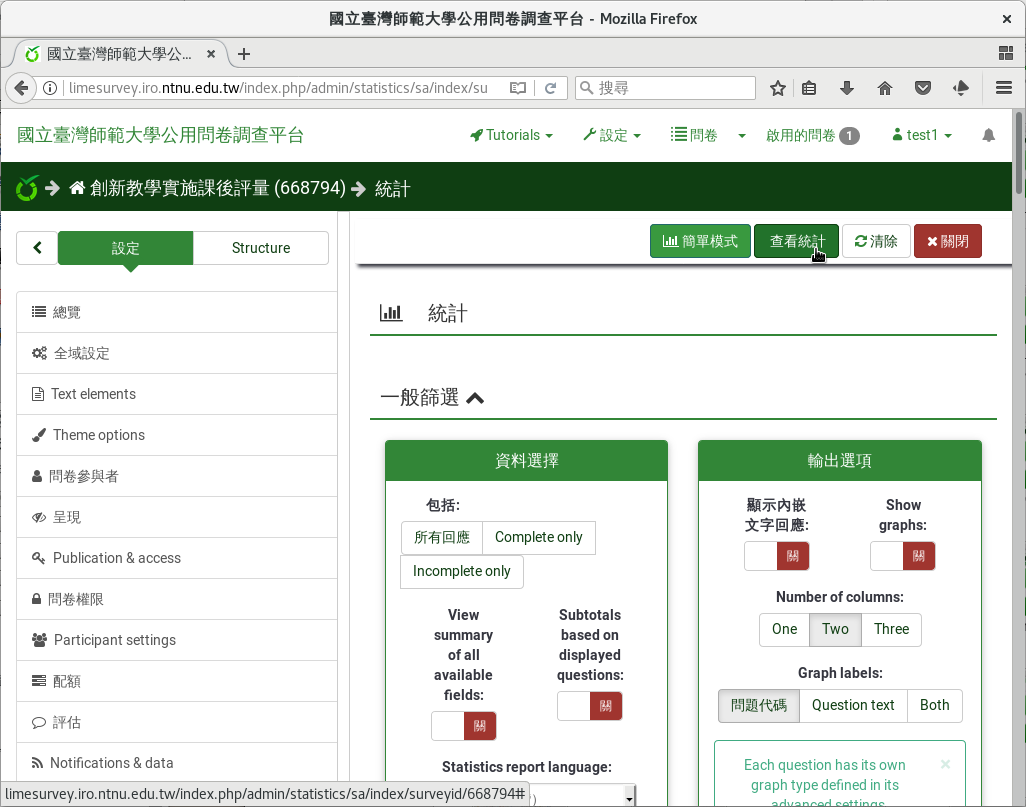 國立臺灣師範大學公用問卷調查平台 - Mozilla Firefox
國立臺灣師範大學公...
limesurvey.iro.ntnu.edu.tw/index.php/admin/statistics/sa/index/su
搜尋
國立臺灣師範大學公用問卷調查平台
Tutorials
設定
問卷
啟用的問卷 1
test1
創新教學實施課後評量 (668794)
統計
設定
Structure
簡單模式
查看統計
清除
關閉
總覽
全域設定
Text elements
Theme options
問卷參與者
呈現
Publication & access
問卷權限
Participant settings
配額
評估
Notifications & data
統計
一般篩選
資料選擇
包括:
所有回應
Complete only
Incomplete only
View
summary
of all
available
fields:
關
Subtotals
based on
displayed
questions:
關
Statistics report language:
輸出選項
顯示內嵌
文字回應:
關
Show
graphs:
關
Number of columns:
One
Two
Three
Graph labels:
問題代碼
Question text
Both
Each question has its own
graph type defined in its
advanced settings
limesurvey.iro.ntnu.edu.tw/index.php/admin/statistics/sa/index/surveyid/668794#